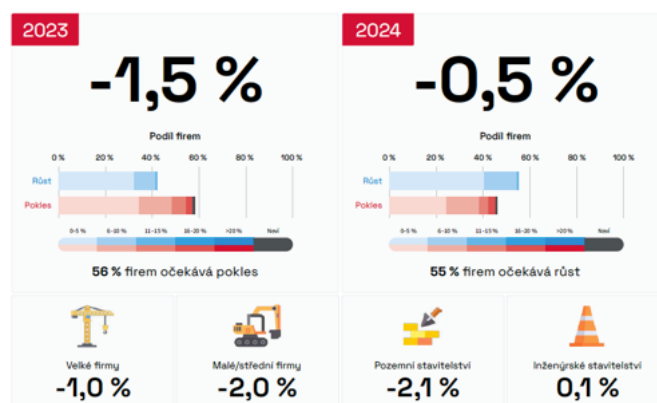 2023
-1,5 %
Podíl firem
0 % 20 % 40 % 60 % 80 % 100 %
Růst
Pokles
0-5 % 6-10 % 11-15 % 16-20 % >20 % Neví
56 % firem očekává pokles
2024
-0,5 %
Podíl firem
0 % 20 % 40 % 60 % 80 % 100 %
Růst
Pokles
0-5 % 6-10 % 11-15 % 16-20 % >20 % Neví
55 % firem očekává růst
Velké firmy
-1,0 %
Malé/střední firmy
-2,0 %
Pozemní stavitelství
-2,1 %
Inženýrské stavitelství
0,1 %